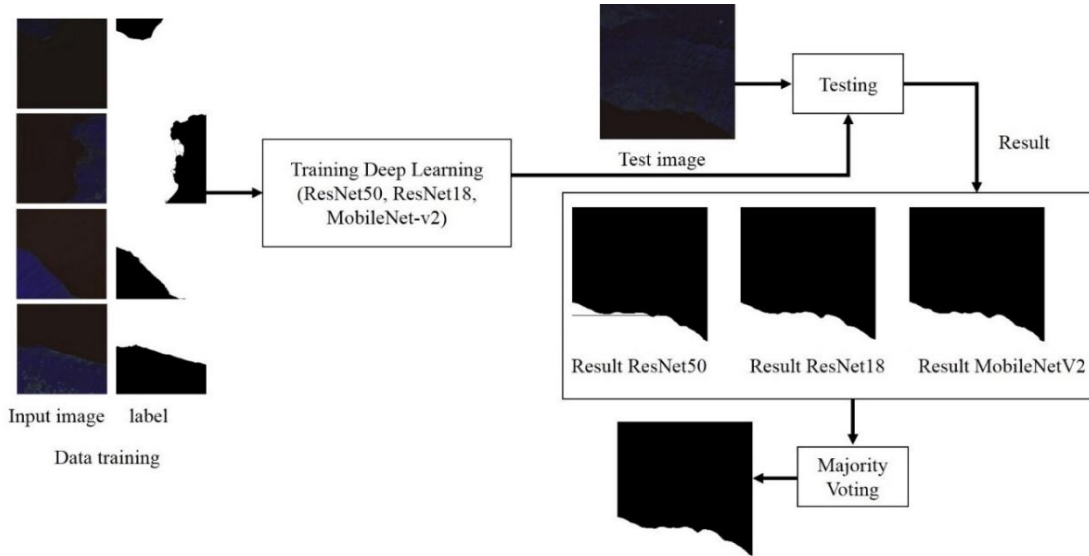 Input image
label
Data training
Training Deep Learning
(ResNet50, ResNet18,
MobileNet-v2)
Test image
Testing
Result
Result ResNet50
Result ResNet18
Result MobileNetV2
Majority
Voting